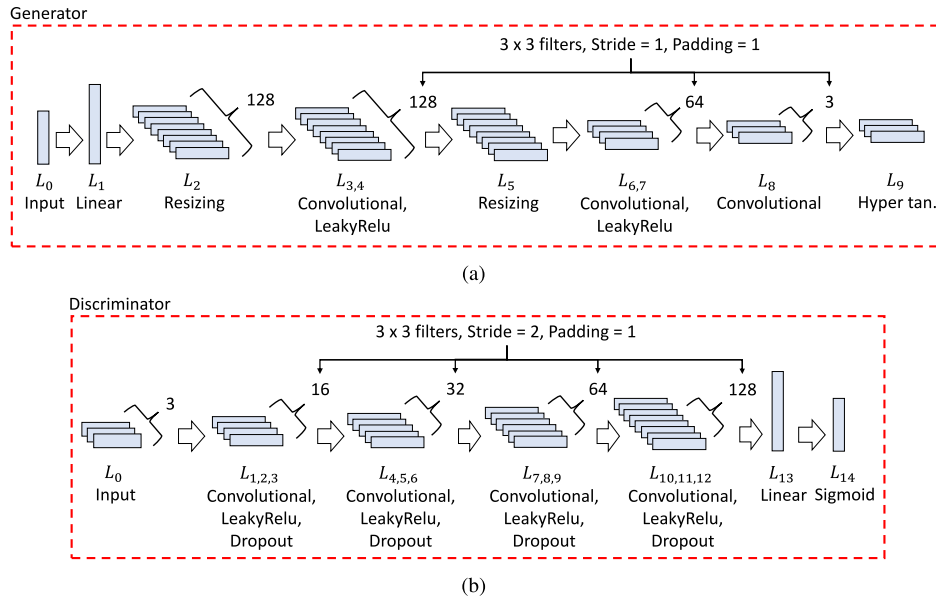 Generator
3 x 3 filters, Stride = 1, Padding = 1
128
128
64
3
L0
L1
L2
L3,4
L5
L6,7
L8
L9
Input
Linear
Resizing
Convolutional,
LeakyRelu
Resizing
Convolutional,
LeakyRelu
Convolutional
Hyper tan.
(a)
Discriminator
3 x 3 filters, Stride = 2, Padding = 1
3
16
32
64
128
L0
L1,2,3
L4,5,6
L7,8,9
L10,11,12
L13
L14
Input
Convolutional,
LeakyRelu,
Dropout
Convolutional,
LeakyRelu,
Dropout
Convolutional,
LeakyRelu,
Dropout
Convolutional,
LeakyRelu,
Dropout
Linear
Sigmoid
(b)